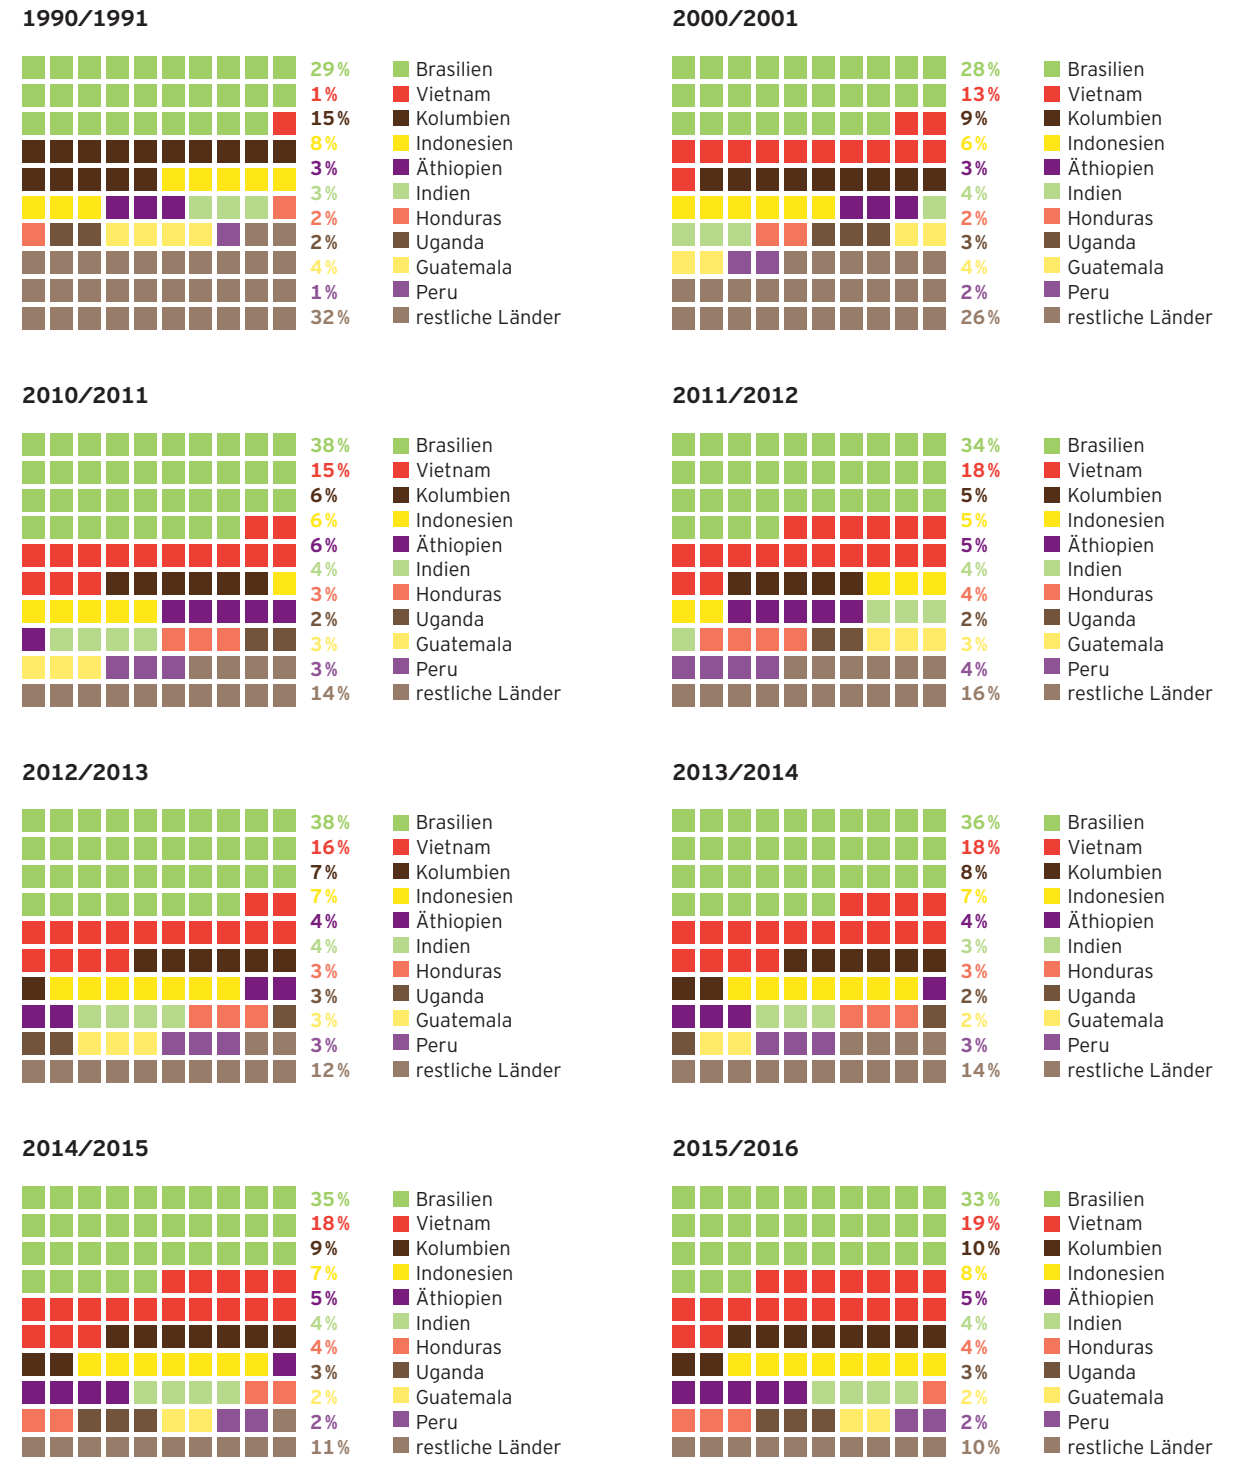 1990/1991
29% Brasilien
1% Vietnam
15% Kolumbien
8% Indonesien
3% Äthiopien
3% Indien
2% Honduras
2% Uganda
4% Guatemala
1% Peru
32% restliche Länder
2000/2001
28% Brasilien
13% Vietnam
9% Kolumbien
6% Indonesien
3% Äthiopien
4% Indien
2% Honduras
3% Uganda
4% Guatemala
2% Peru
26% restliche Länder
2010/2011
38% Brasilien
15% Vietnam
6% Kolumbien
6% Indonesien
6% Äthiopien
4% Indien
3% Honduras
2% Uganda
3% Guatemala
3% Peru
14% restliche Länder
2011/2012
34% Brasilien
18% Vietnam
5% Kolumbien
5% Indonesien
5% Äthiopien
4% Indien
4% Honduras
2% Uganda
3% Guatemala
4% Peru
16% restliche Länder
2012/2013
38% Brasilien
16% Vietnam
7% Kolumbien
7% Indonesien
4% Äthiopien
4% Indien
3% Honduras
3% Uganda
3% Guatemala
3% Peru
12% restliche Länder
2013/2014
36% Brasilien
18% Vietnam
8% Kolumbien
7% Indonesien
4% Äthiopien
3% Indien
3% Honduras
2% Uganda
2% Guatemala
3% Peru
14% restliche Länder
2014/2015
35% Brasilien
18% Vietnam
9% Kolumbien
7% Indonesien
5% Äthiopien
4% Indien
4% Honduras
3% Uganda
2% Guatemala
2% Peru
11% restliche Länder
2015/2016
33% Brasilien
19% Vietnam
10% Kolumbien
8% Indonesien
5% Äthiopien
4% Indien
4% Honduras
3% Uganda
2% Guatemala
2% Peru
10% restliche Länder